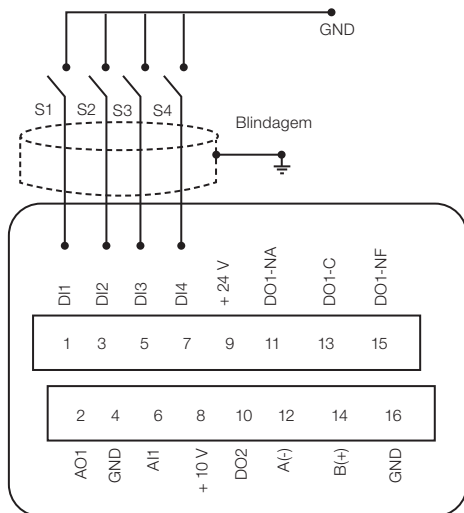 GND
S1 S2 S3 S4
Blindagem
DI1 DI2 DI3 DI4 + 24 V DO1-NA DO1-C DO1-NF
1 3 5 7 9 11 13 15
2 4 6 8 10 12 14 16
AO1 GND AI1 + 10 V DO2 A(-) B(+) GND